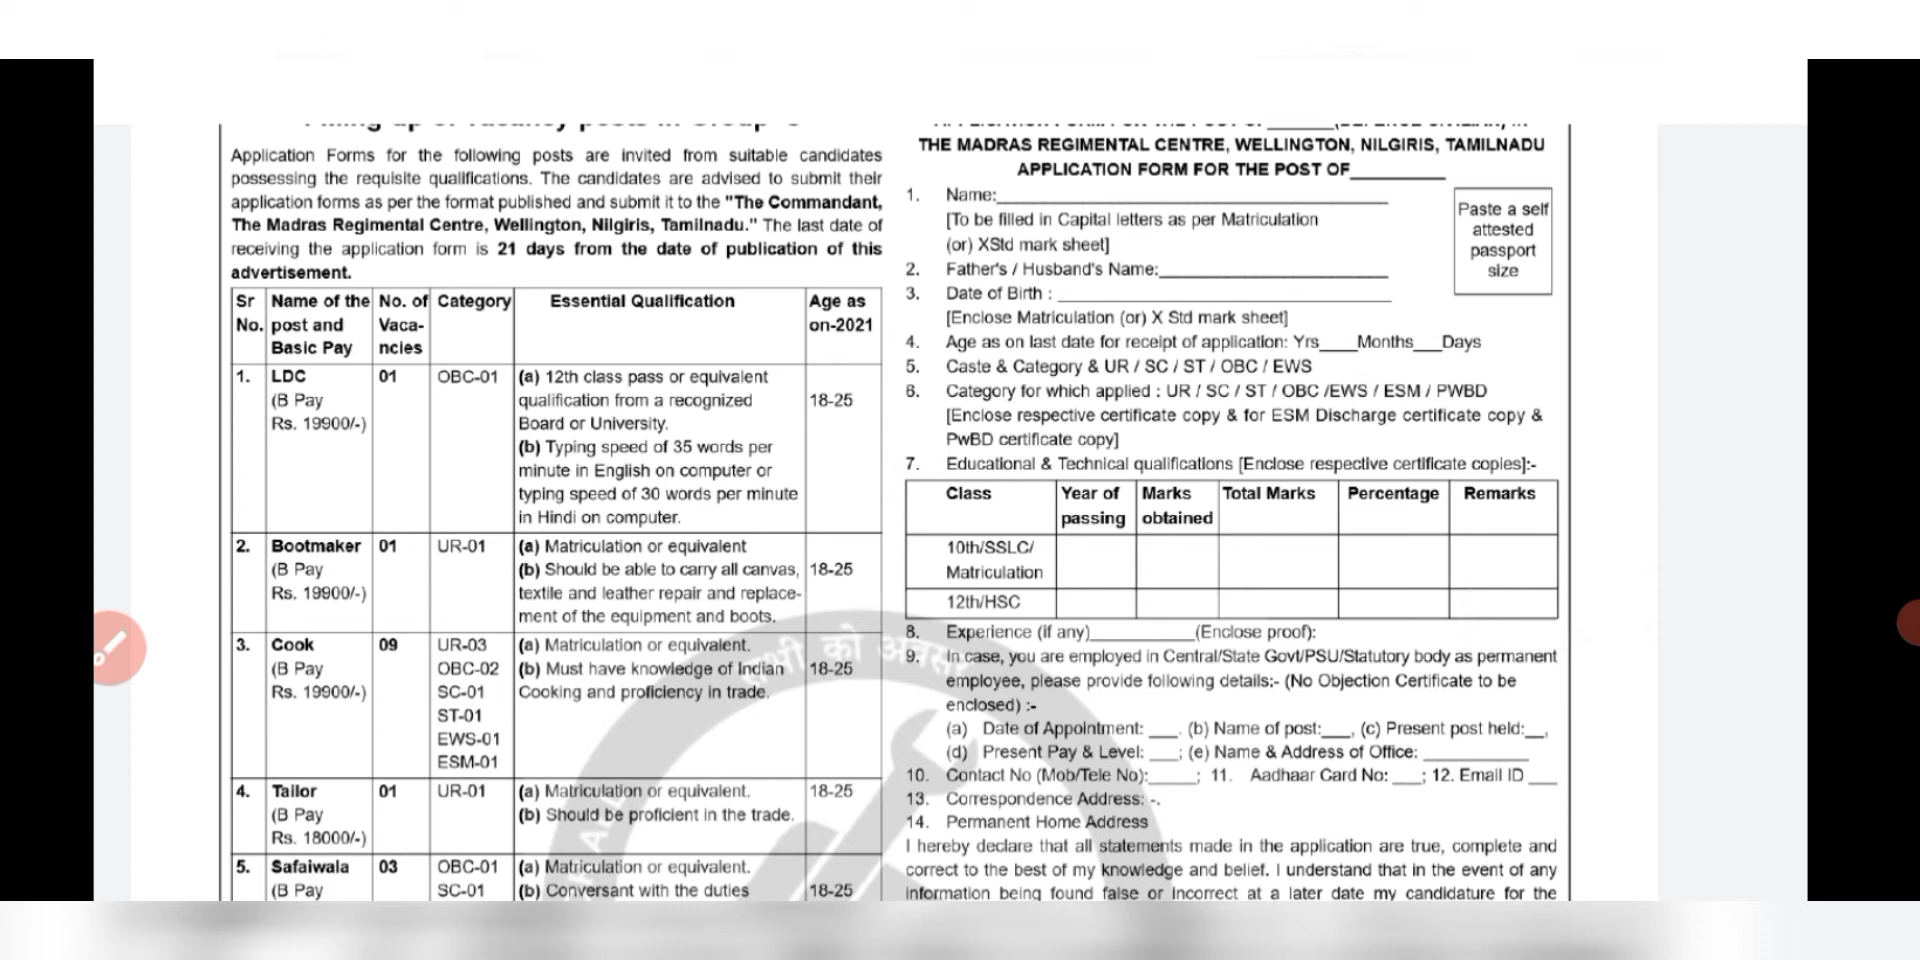 Application Forms for the following posts are invited from suitable candidates
possessing the requisite qualifications. The candidates are advised to submit their
application forms as per the format published and submit it to the "The Commandant,
The Madras Regimental Centre, Wellington, Nilgiris, Tamilnadu." The last date of
receiving the application form is 21 days from the date of publication of this
advertisement.
Sr No. Name of the post and Basic Pay No. of Vaca-ncies Category Essential Qualification Age as on-2021
1. LDC 01 OBC-01 (a) 12th class pass or equivalent
(B Pay qualification from a recognized 18-25
Rs. 19900/-) Board or University.
(b) Typing speed of 35 words per
minute in English on computer or
typing speed of 30 words per minute
in Hindi on computer.
2. Bootmaker 01 UR-01 (a) Matriculation or equivalent
(B Pay (b) Should be able to carry all canvas, 18-25
Rs. 19900/-) textile and leather repair and replace-
ment of the equipment and boots.
3. Cook 09 UR-03 (a) Matriculation or equivalent.
(B Pay OBC-02 (b) Must have knowledge of Indian 18-25
Rs. 19900/-) SC-01 Cooking and proficiency in trade.
ST-01
EWS-01
ESM-01
4. Tailor 01 UR-01 (a) Matriculation or equivalent. 18-25
(B Pay (b) Should be proficient in the trade.
Rs. 18000/-)
5. Safaiwala 03 OBC-01 (a) Matriculation or equivalent.
(B Pay SC-01 (b) Conversant with the duties 18-25
THE MADRAS REGIMENTAL CENTRE, WELLINGTON, NILGIRIS, TAMILNADU
APPLICATION FORM FOR THE POST OF__________
1. Name:____________________
[To be filled in Capital letters as per Matriculation
(or) XStd mark sheet]
Paste a self
attested
passport
size
2. Father's / Husband's Name:____________________
3. Date of Birth : ____________________
[Enclose Matriculation (or) X Std mark sheet]
4. Age as on last date for receipt of application: Yrs____Months___Days
5. Caste & Category & UR / SC / ST / OBC / EWS
6. Category for which applied : UR / SC / ST / OBC /EWS / ESM / PWBD
[Enclose respective certificate copy & for ESM Discharge certificate copy &
PwBD certificate copy]
7. Educational & Technical qualifications [Enclose respective certificate copies]:-
Class Year of passing Marks obtained Total Marks Percentage Remarks
10th/SSLC/
Matriculation
12th/HSC
8. Experience (if any)___________(Enclose proof):
9. In case, you are employed in Central/State Govt/PSU/Statutory body as permanent
employee, please provide following details:- (No Objection Certificate to be
enclosed) :-
(a) Date of Appointment: ___. (b) Name of post:___, (c) Present post held:__,
(d) Present Pay & Level: ___; (e) Name & Address of Office: ___________
10. Contact No (Mob/Tele No):_____; 11. Aadhaar Card No: ___; 12. Email ID ___
13. Correspondence Address: -.
14. Permanent Home Address
I hereby declare that all statements made in the application are true, complete and
correct to the best of my knowledge and belief. I understand that in the event of any
information being found false or incorrect at a later date my candidature for the